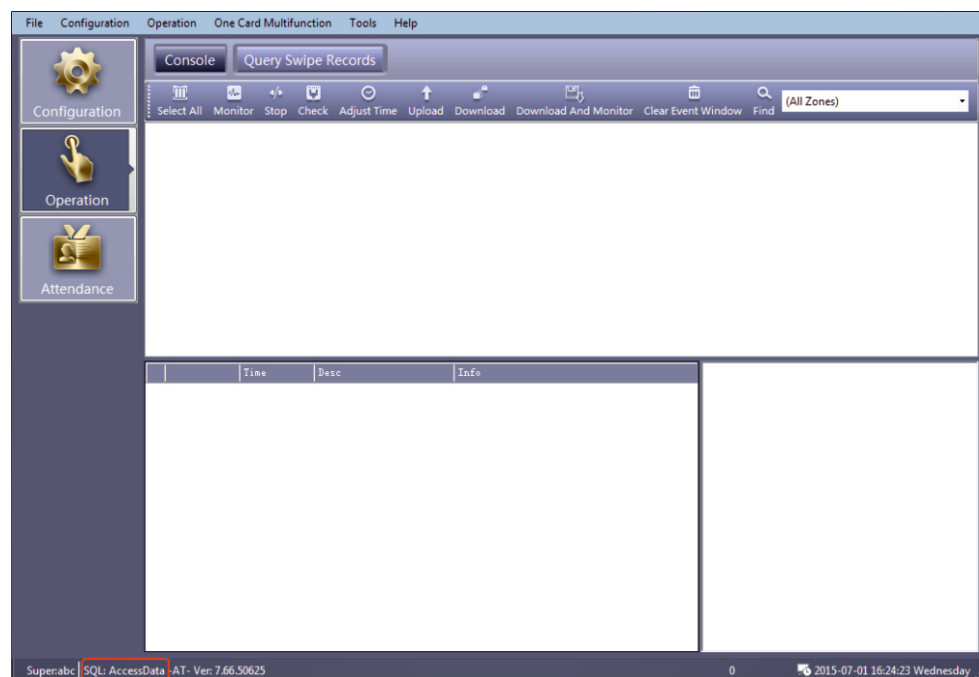 File Configuration Operation One Card Multifunction Tools Help
Configuration
Operation
Attendance
Console Query Swipe Records
Select All Monitor Stop Check Adjust Time Upload Download Download And Monitor Clear Event Window Find (All Zones)
Time Desc Info
Super:abc SQL: AccessData -AT- Ver: 7.66.50625 0 2015-07-01 16:24:23 Wednesday